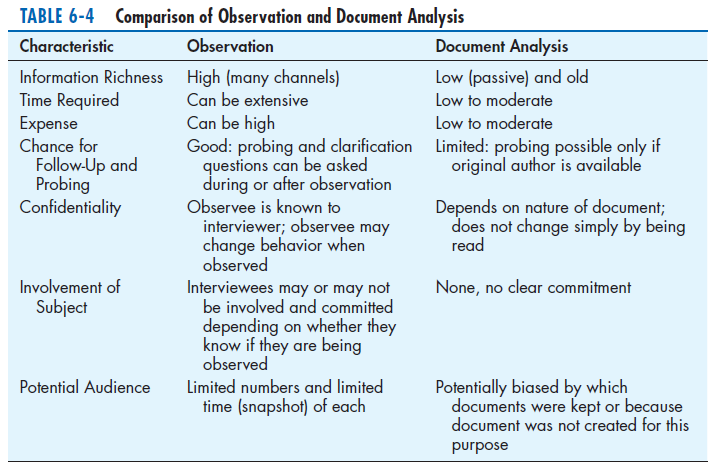 TABLE 6-4 Comparison of Observation and Document Analysis
Characteristic Observation Document Analysis
Information Richness High (many channels) Low (passive) and old
Time Required Can be extensive Low to moderate
Expense Can be high Low to moderate
Chance for Good: probing and clarification Limited: probing possible only if
Follow-Up and questions can be asked original author is available
Probing during or after observation
Confidentiality Observee is known to Depends on nature of document;
interviewer; observee may does not change simply by being
change behavior when read
observed
Involvement of Interviewees may or may not None, no clear commitment
Subject be involved and committed
depending on whether they
know if they are being
observed
Potential Audience Limited numbers and limited Potentially biased by which
time (snapshot) of each documents were kept or because
document was not created for this
purpose